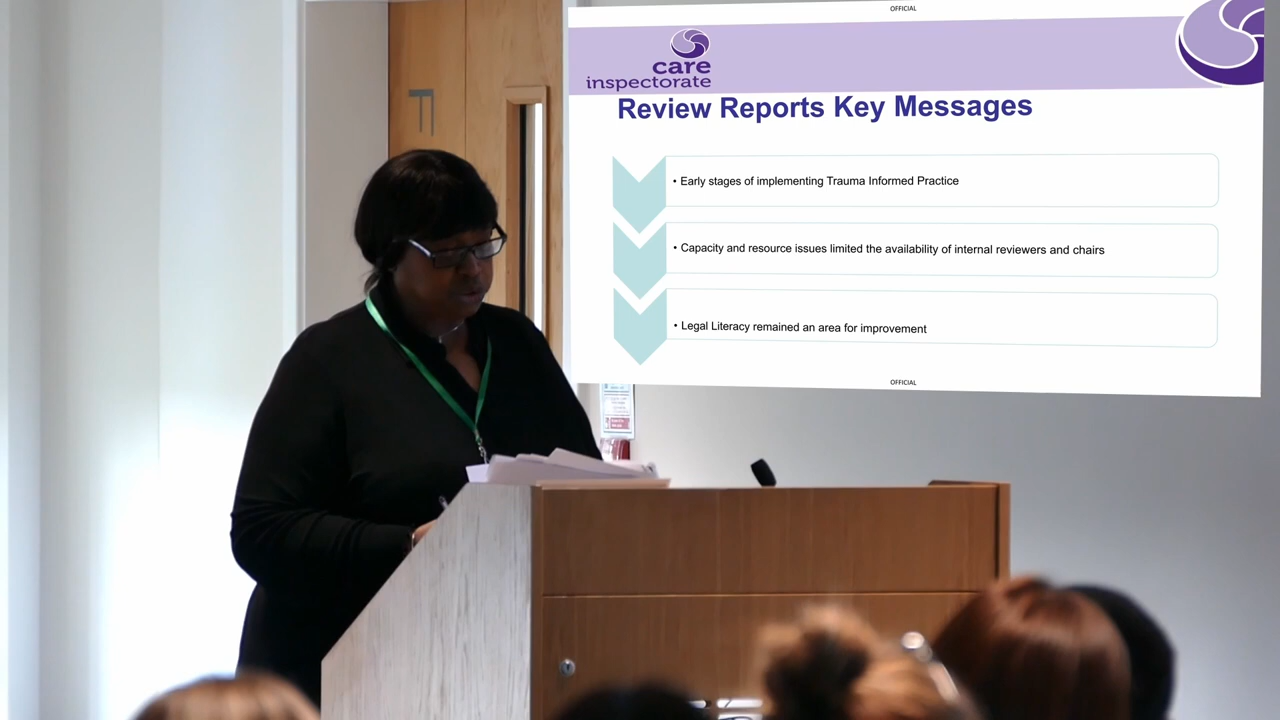 OFFICIAL
care
inspectorate
Review Reports Key Messages
• Early stages of implementing Trauma Informed Practice
• Capacity and resource issues limited the availability of internal reviewers and chairs
• Legal Literacy remained an area for improvement
OFFICIAL